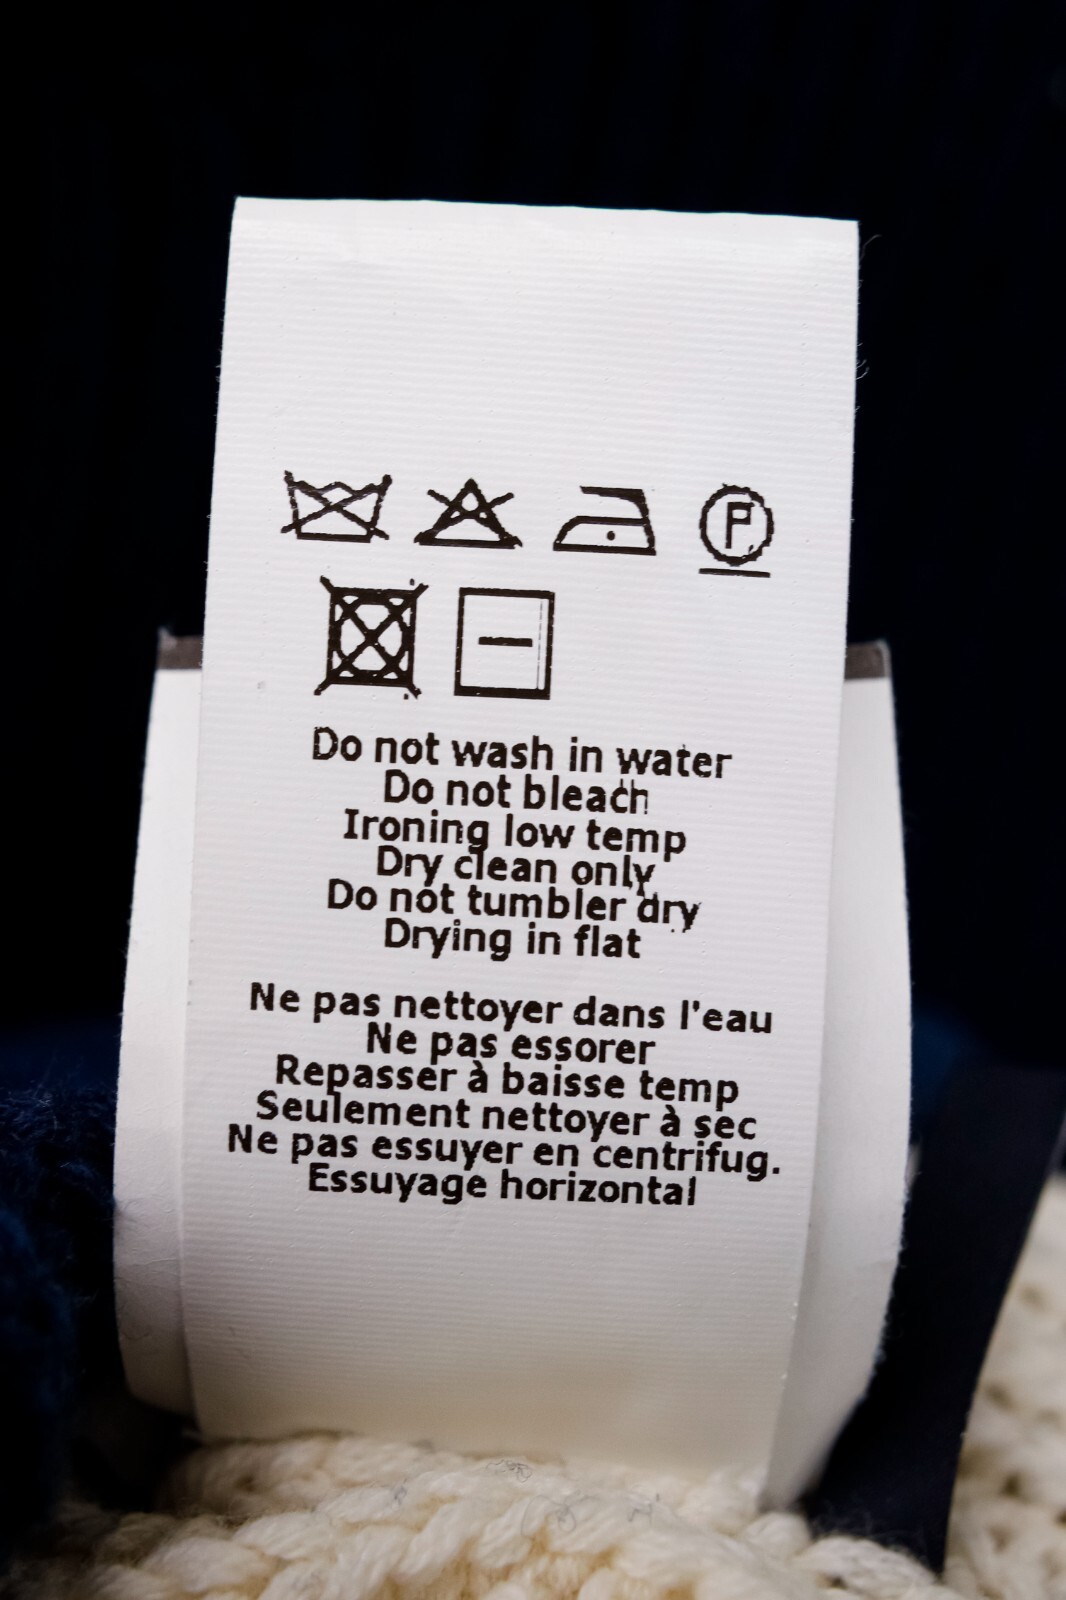 P
Do not wash in water
Do not bleach
Ironing low temp
Dry clean only
Do not tumbler dry
Drying in flat
Ne pas nettoyer dans l'eau
Ne pas essorer
Repasser à baisse temp
Seulement nettoyer à sec
Ne pas essuyer en centrifug.
Essuyage horizontal